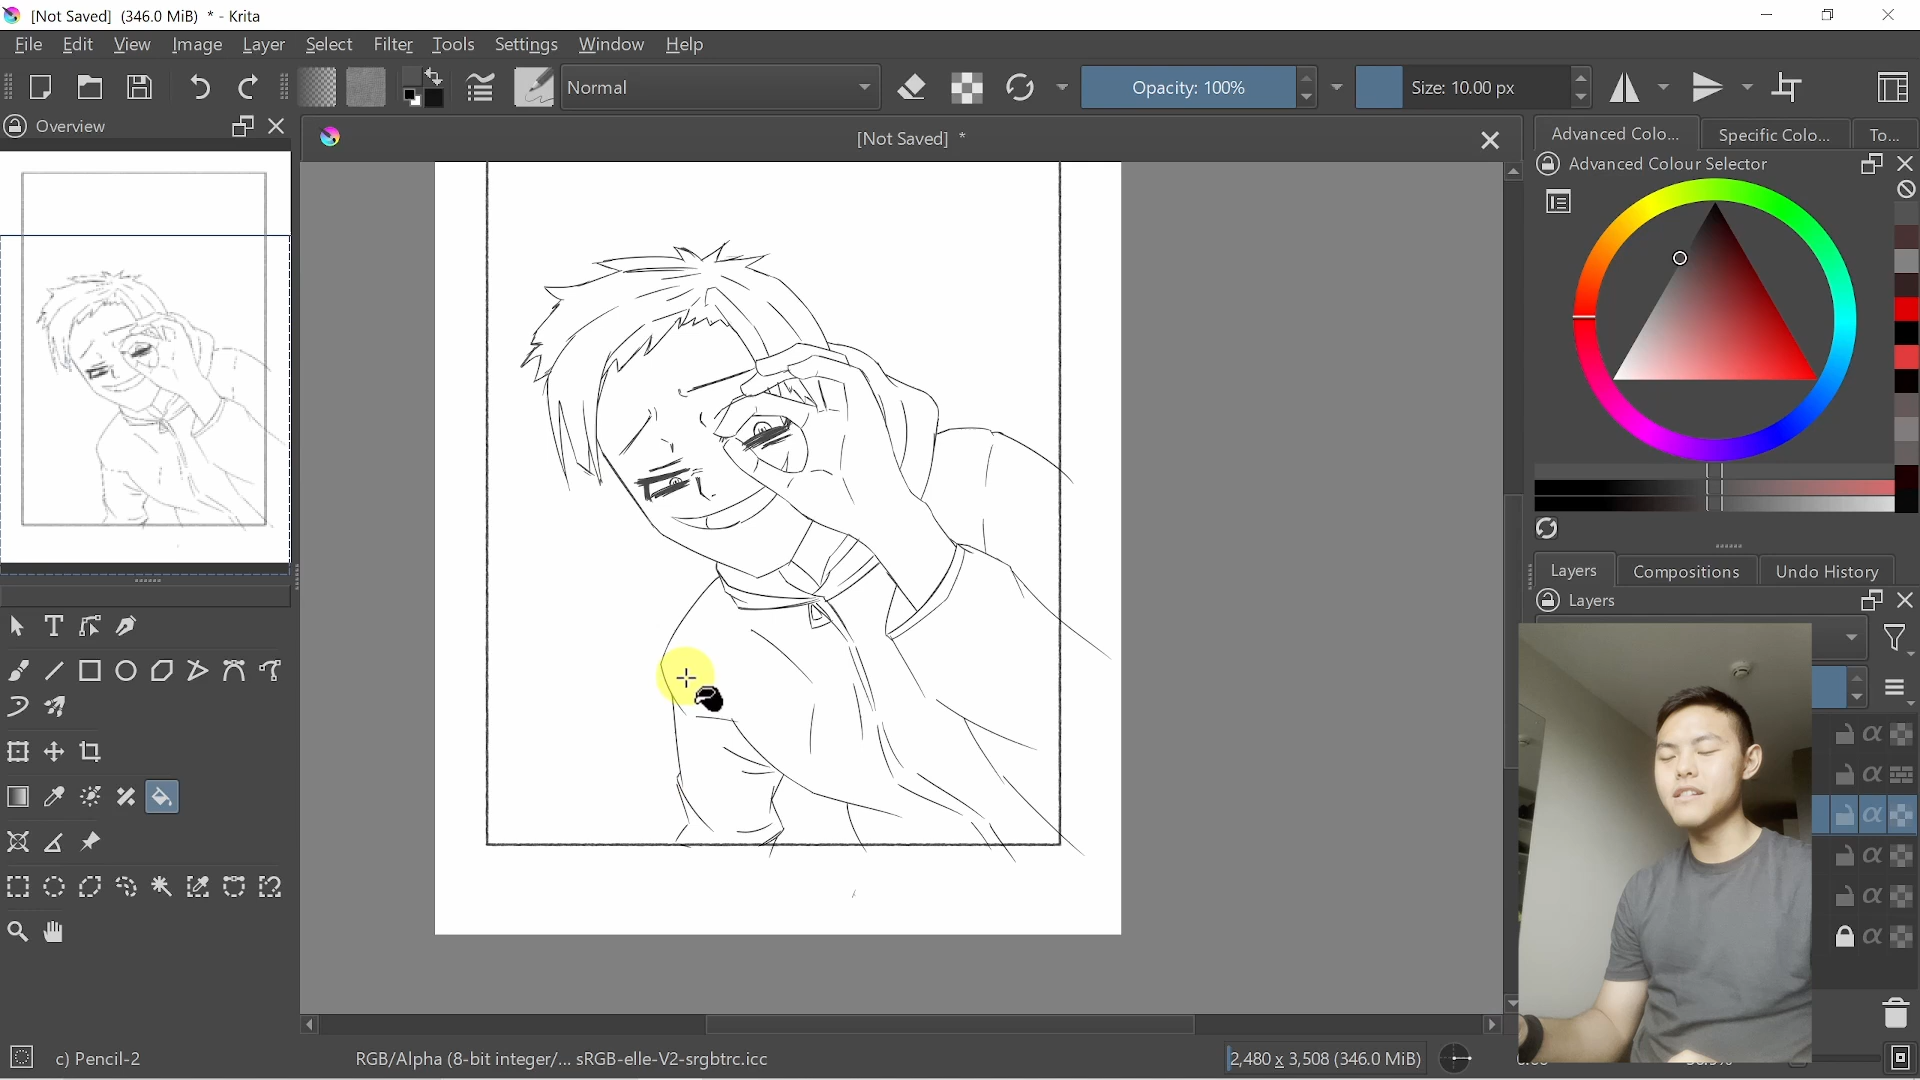 [Not Saved] (346.0 MiB) * - Krita
File Edit View Image Layer Select Filter Tools Settings Window Help
Normal
Opacity: 100%
Size: 10.00 px
Overview
[Not Saved] *
Advanced Colo...
Specific Colo...
To...
Advanced Colour Selector
Layers
Compositions
Undo History
Layers
c) Pencil-2
RGB/Alpha (8-bit integer/... sRGB-elle-V2-srgbtrc.icc
2,480 x 3,508 (346.0 MiB)